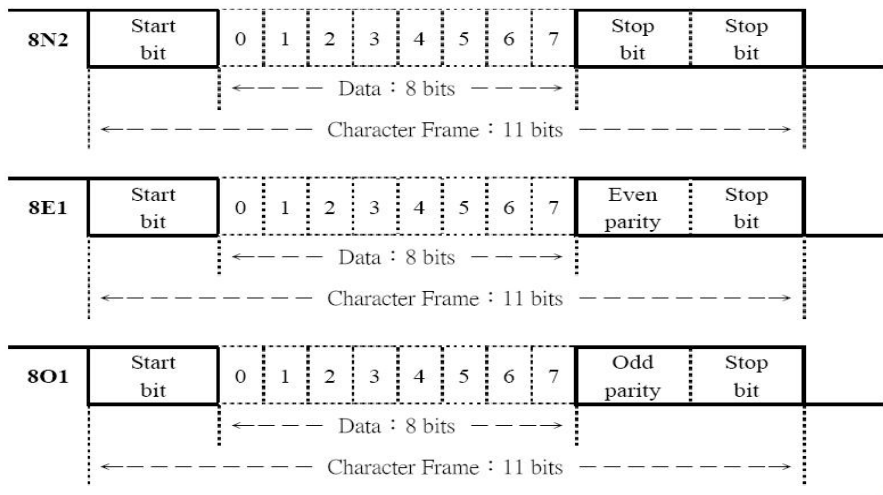 8N2 Start bit 0 1 2 3 4 5 6 7 Stop bit Stop bit
Data : 8 bits
Character Frame : 11 bits
8E1 Start bit 0 1 2 3 4 5 6 7 Even parity Stop bit
Data : 8 bits
Character Frame : 11 bits
8O1 Start bit 0 1 2 3 4 5 6 7 Odd parity Stop bit
Data : 8 bits
Character Frame : 11 bits